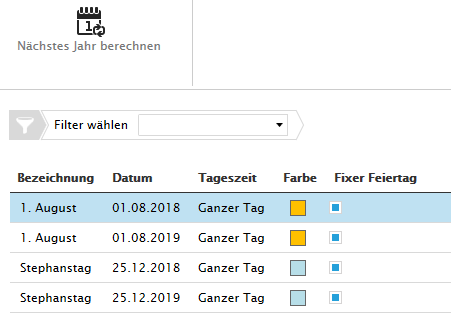 1
Nächstes Jahr berechnen
Filter wählen
Bezeichnung Datum Tageszeit Farbe Fixer Feiertag
1. August 01.08.2018 Ganzer Tag
1. August 01.08.2019 Ganzer Tag
Stephanstag 25.12.2018 Ganzer Tag
Stephanstag 25.12.2019 Ganzer Tag